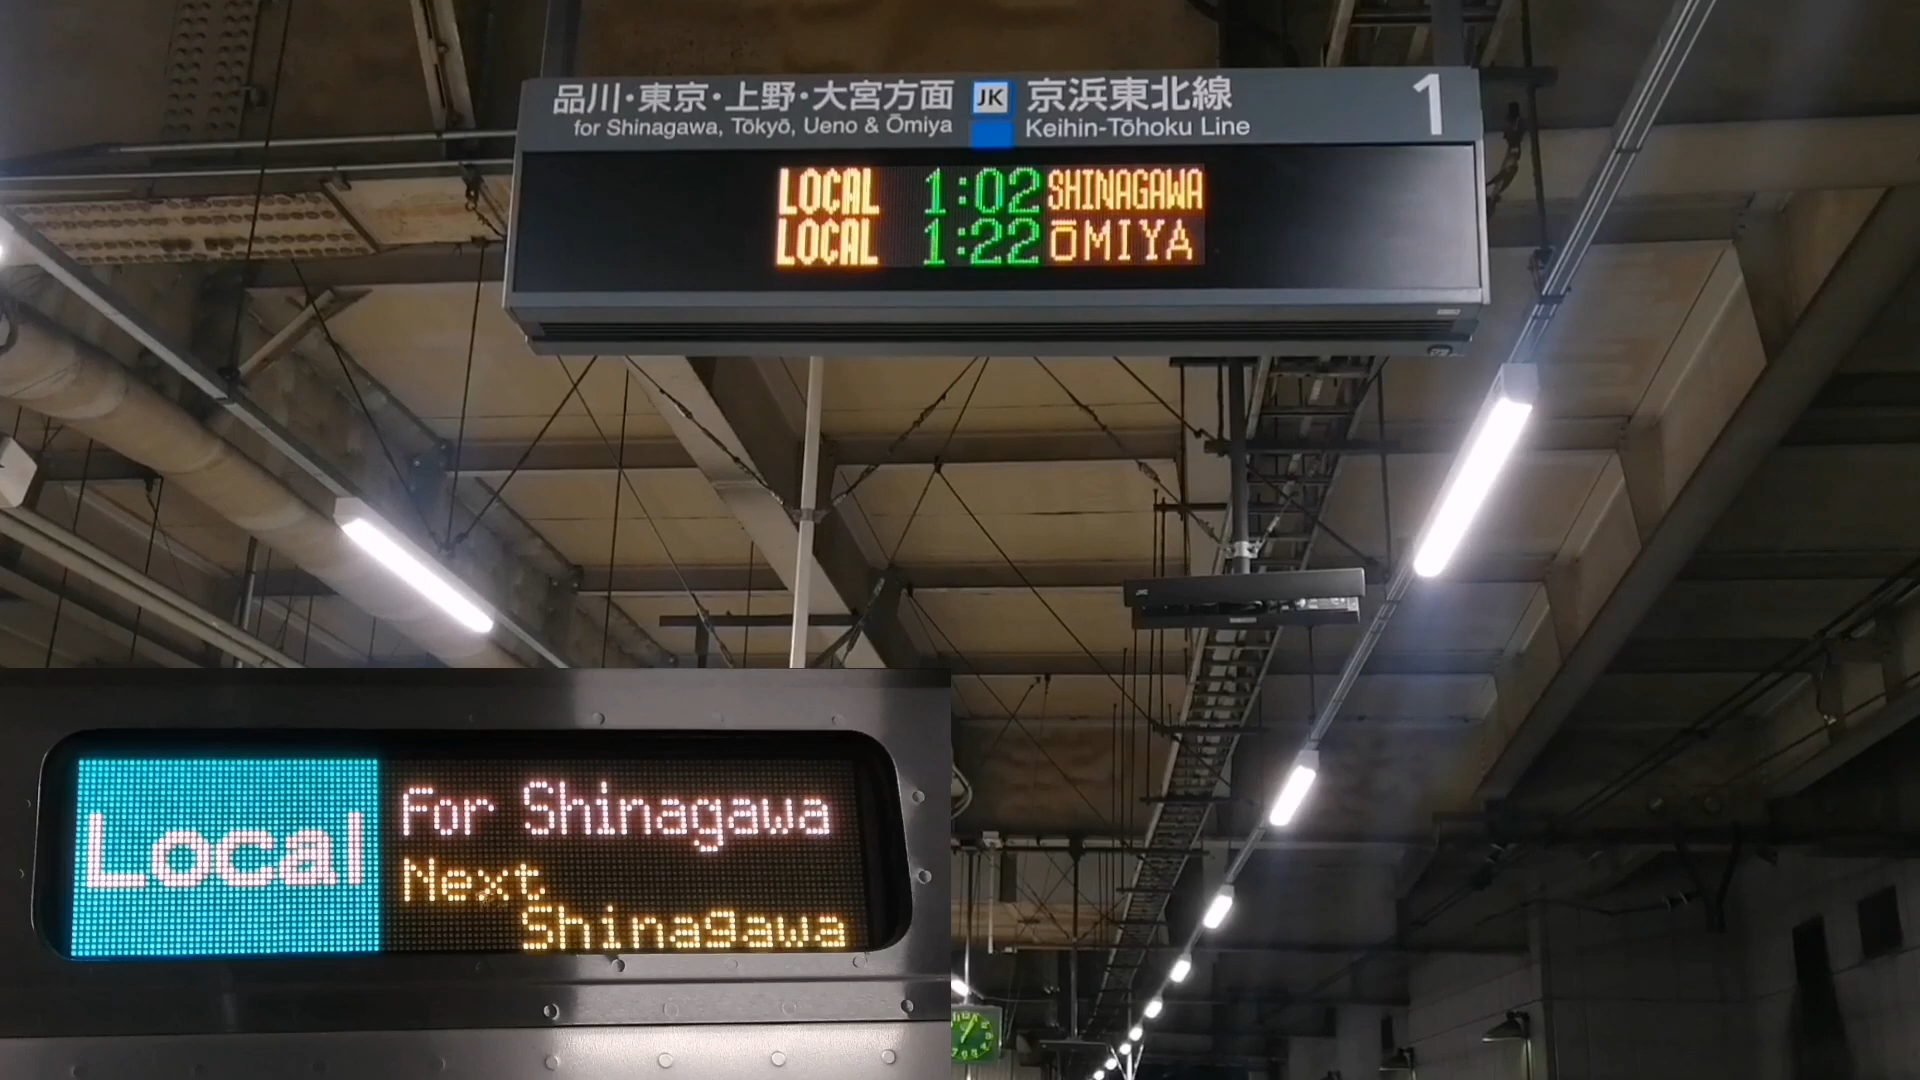 品川・東京・上野・大宮方面 JK 京浜東北線 1
for Shinagawa, Tōkyō, Ueno & Ōmiya Keihin-Tōhoku Line
LOCAL 1:02 SHINAGAWA
LOCAL 1:22 ŌMIYA
JVC
Local For Shinagawa
Next
Shinagawa